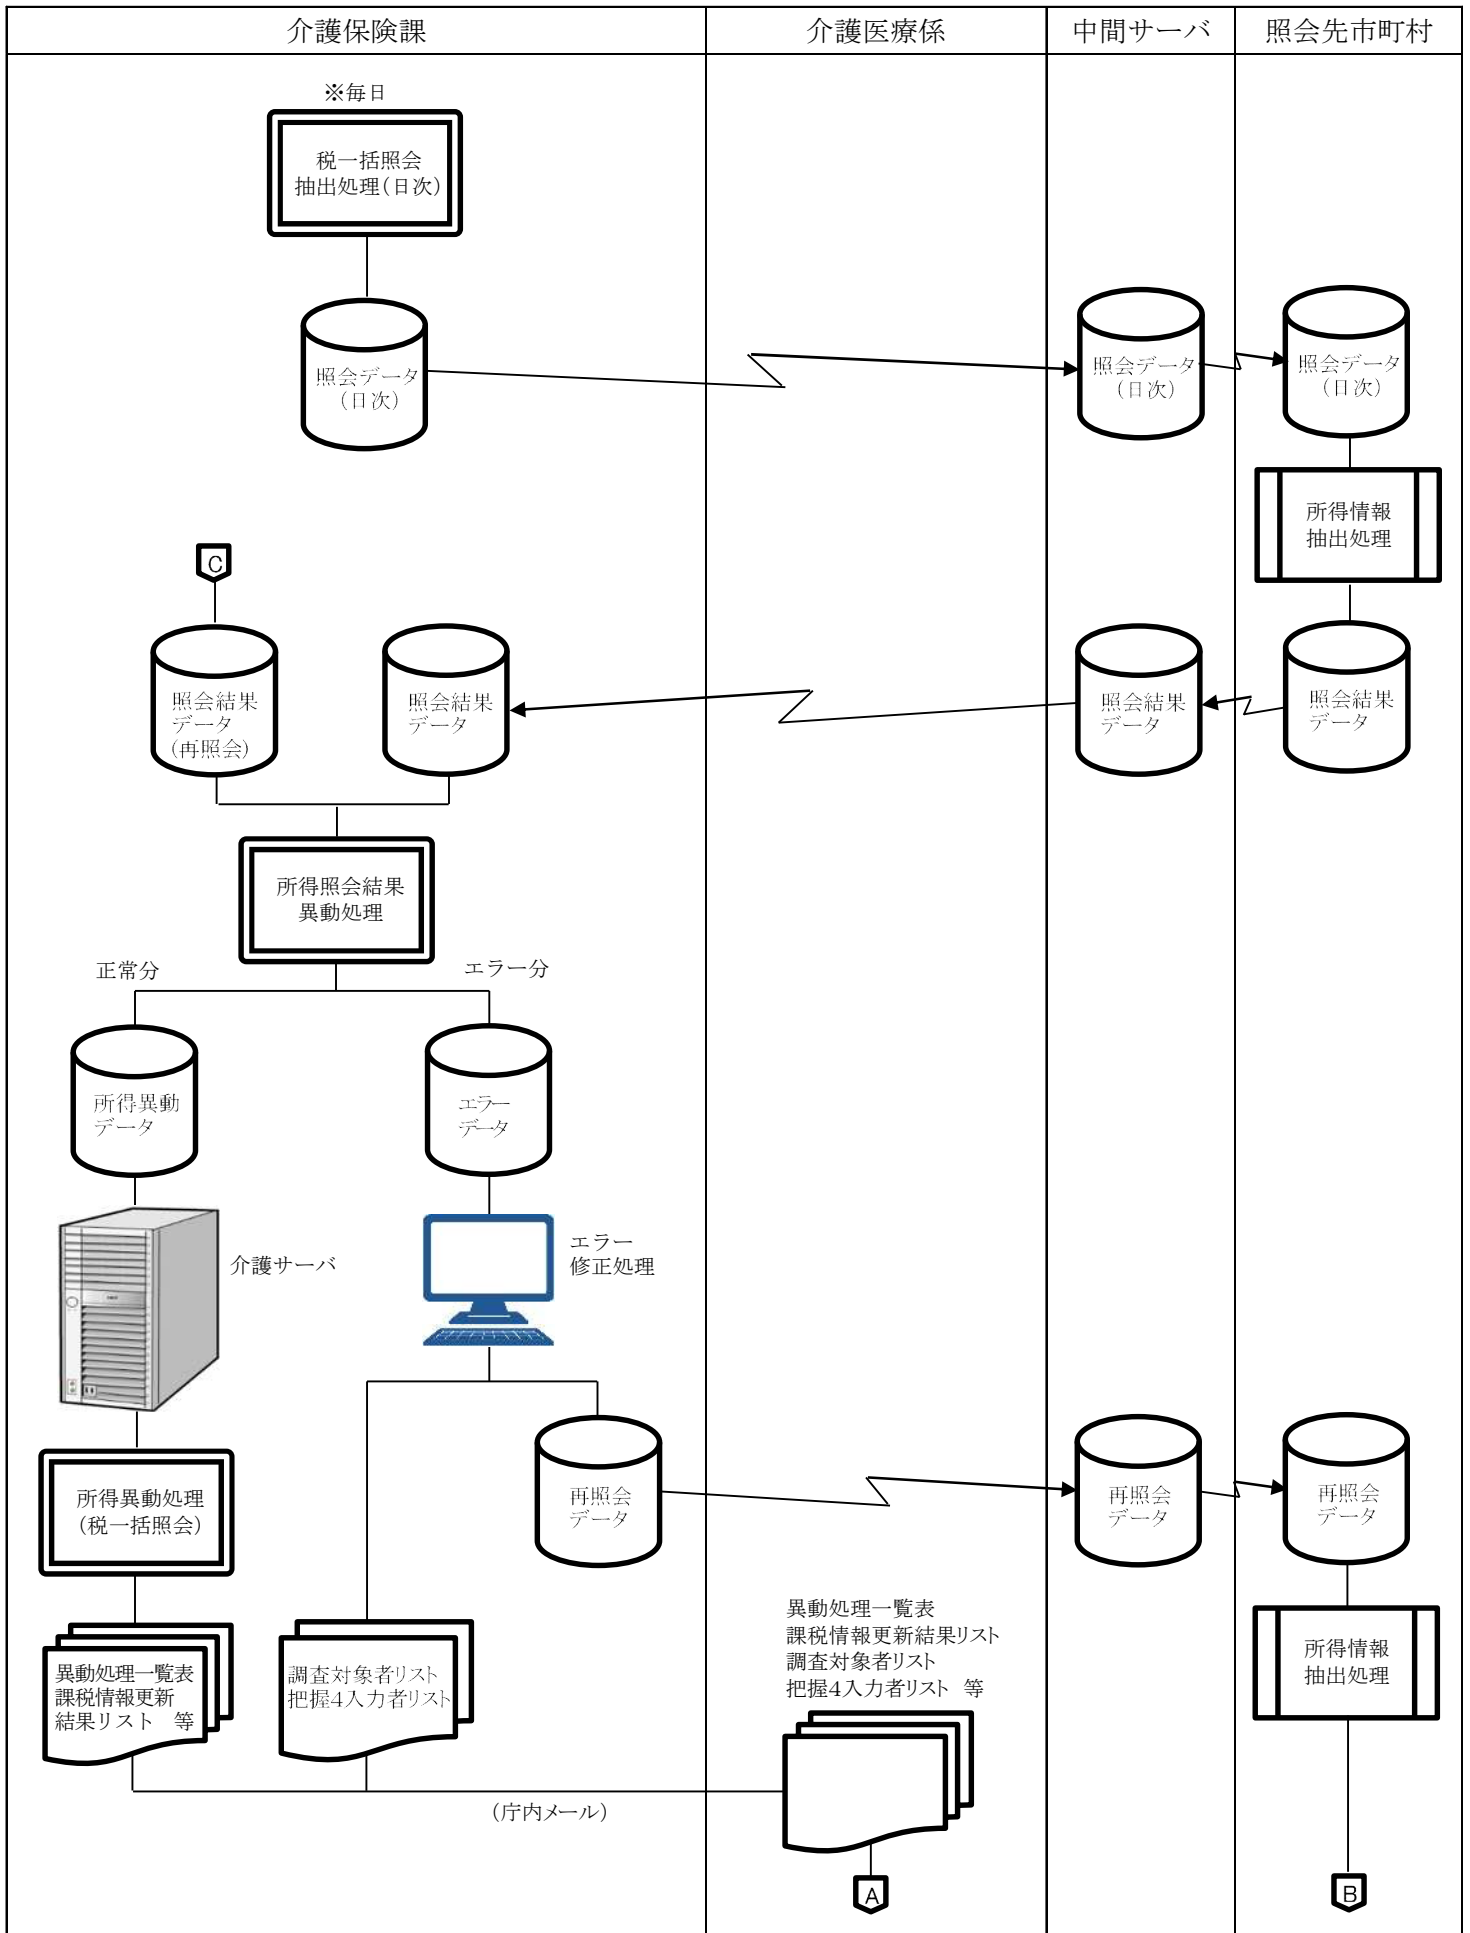 介護保険課
介護医療係
中間サーバ
照会先市町村
※毎日
税一括照会
抽出処理(日次)
照会データ
(日次)
照会データ
(日次)
照会データ
(日次)
所得情報
抽出処理
C
照会結果
データ
(再照会)
照会結果
データ
照会結果
データ
照会結果
データ
所得照会結果
異動処理
正常分
エラー分
所得異動
データ
エラー
データ
介護サーバ
エラー
修正処理
所得異動処理
(税一括照会)
再照会
データ
再照会
データ
再照会
データ
異動処理一覧表
課税情報更新
結果リスト 等
調査対象者リスト
把握4入力者リスト
異動処理一覧表
課税情報更新結果リスト
調査対象者リスト
把握4入力者リスト 等
所得情報
抽出処理
(庁内メール)
A
B